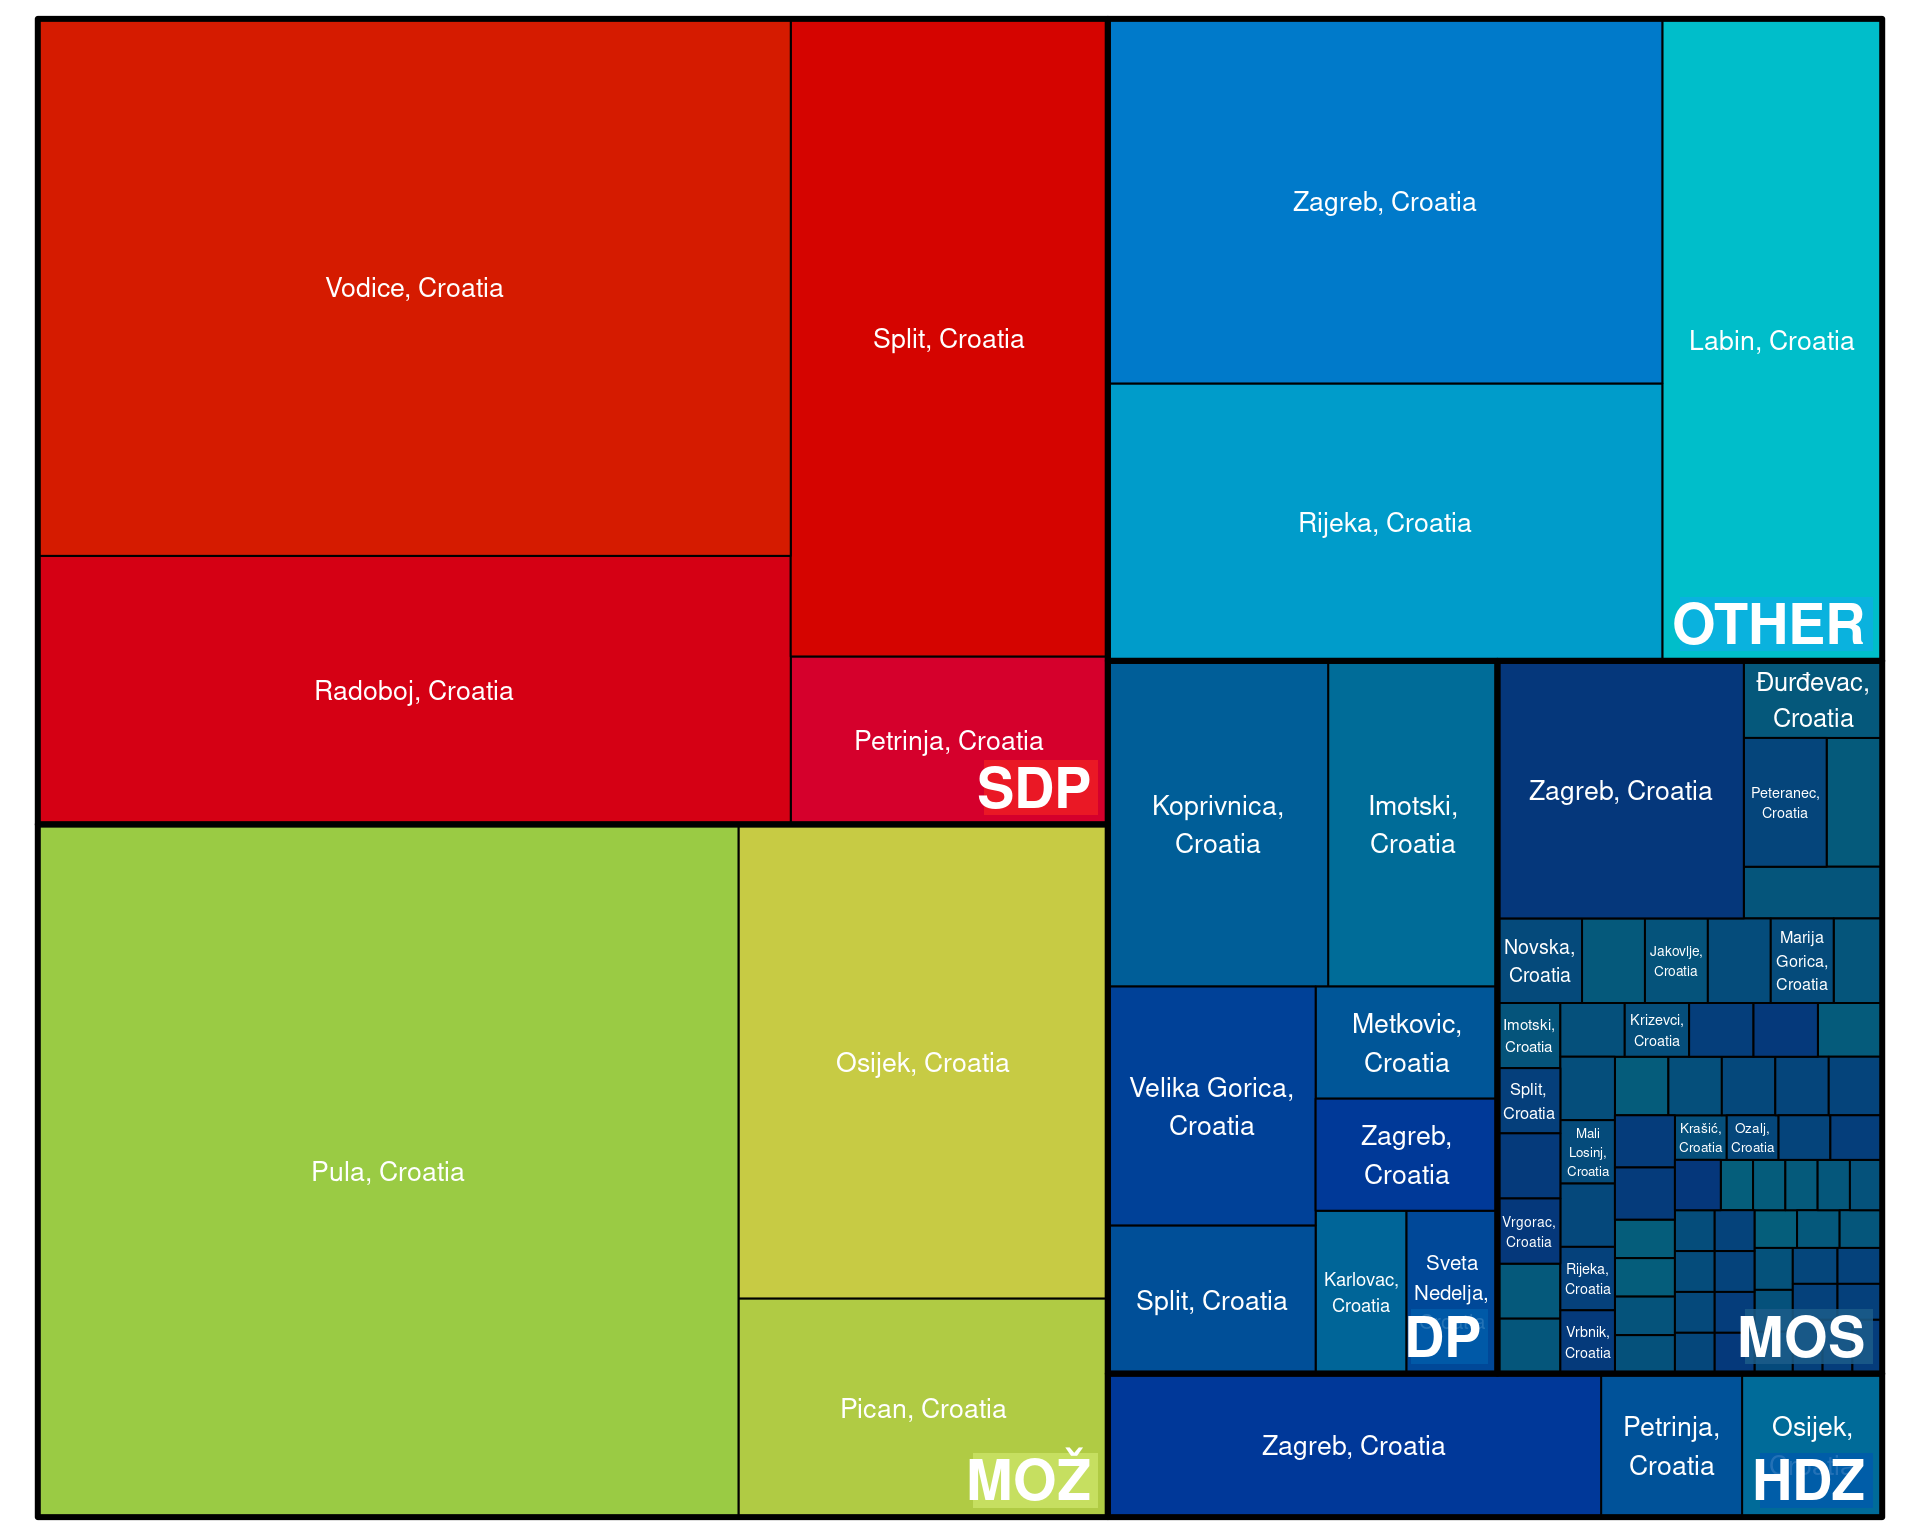 Vodice, Croatia
Split, Croatia
Radoboj, Croatia
Petrinja, Croatia
SDP
Pula, Croatia
Osijek, Croatia
Pican, Croatia
MOŽ
Zagreb, Croatia
Labin, Croatia
Rijeka, Croatia
OTHER
Koprivnica,
Croatia
Imotski,
Croatia
Velika Gorica,
Croatia
Metkovic,
Croatia
Zagreb,
Croatia
Split, Croatia
Karlovac,
Croatia
Sveta
Nedelja,
Croatia
DP
Zagreb, Croatia
Đurđevac,
Croatia
Peteranec,
Croatia
Novska,
Croatia
Jakovlje,
Croatia
Marija
Gorica,
Croatia
Imotski,
Croatia
Krizevci,
Croatia
Split,
Croatia
Mali
Losinj,
Croatia
Krašić,
Croatia
Ozalj,
Croatia
Vrgorac,
Croatia
Rijeka,
Croatia
Vrbnik,
Croatia
MOS
Zagreb, Croatia
Petrinja,
Croatia
Osijek,
Croatia
HDZ